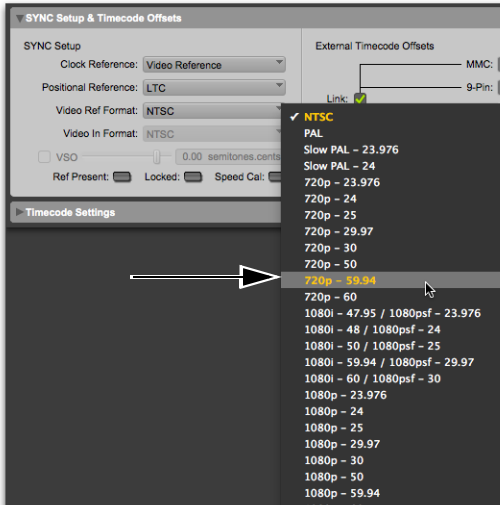 SYNC Setup & Timecode Offsets
SYNC Setup
External Timecode Offsets
Clock Reference: Video Reference
MMC:
Positional Reference: LTC
9-Pin:
Link:
Video Ref Format: NTSC
Video In Format: NTSC
VSO 0.00 semitones.cents
Ref Present: Locked: Speed Cal:
Timecode Settings
✓ NTSC
PAL
Slow PAL – 23.976
Slow PAL – 24
720p – 23.976
720p – 24
720p – 25
720p – 29.97
720p – 30
720p – 50
720p – 59.94
720p – 60
1080i – 47.95 / 1080psf – 23.976
1080i – 48 / 1080psf – 24
1080i – 50 / 1080psf – 25
1080i – 59.94 / 1080psf – 29.97
1080i – 60 / 1080psf – 30
1080p – 23.976
1080p – 24
1080p – 25
1080p – 29.97
1080p – 30
1080p – 50
1080p – 59.94